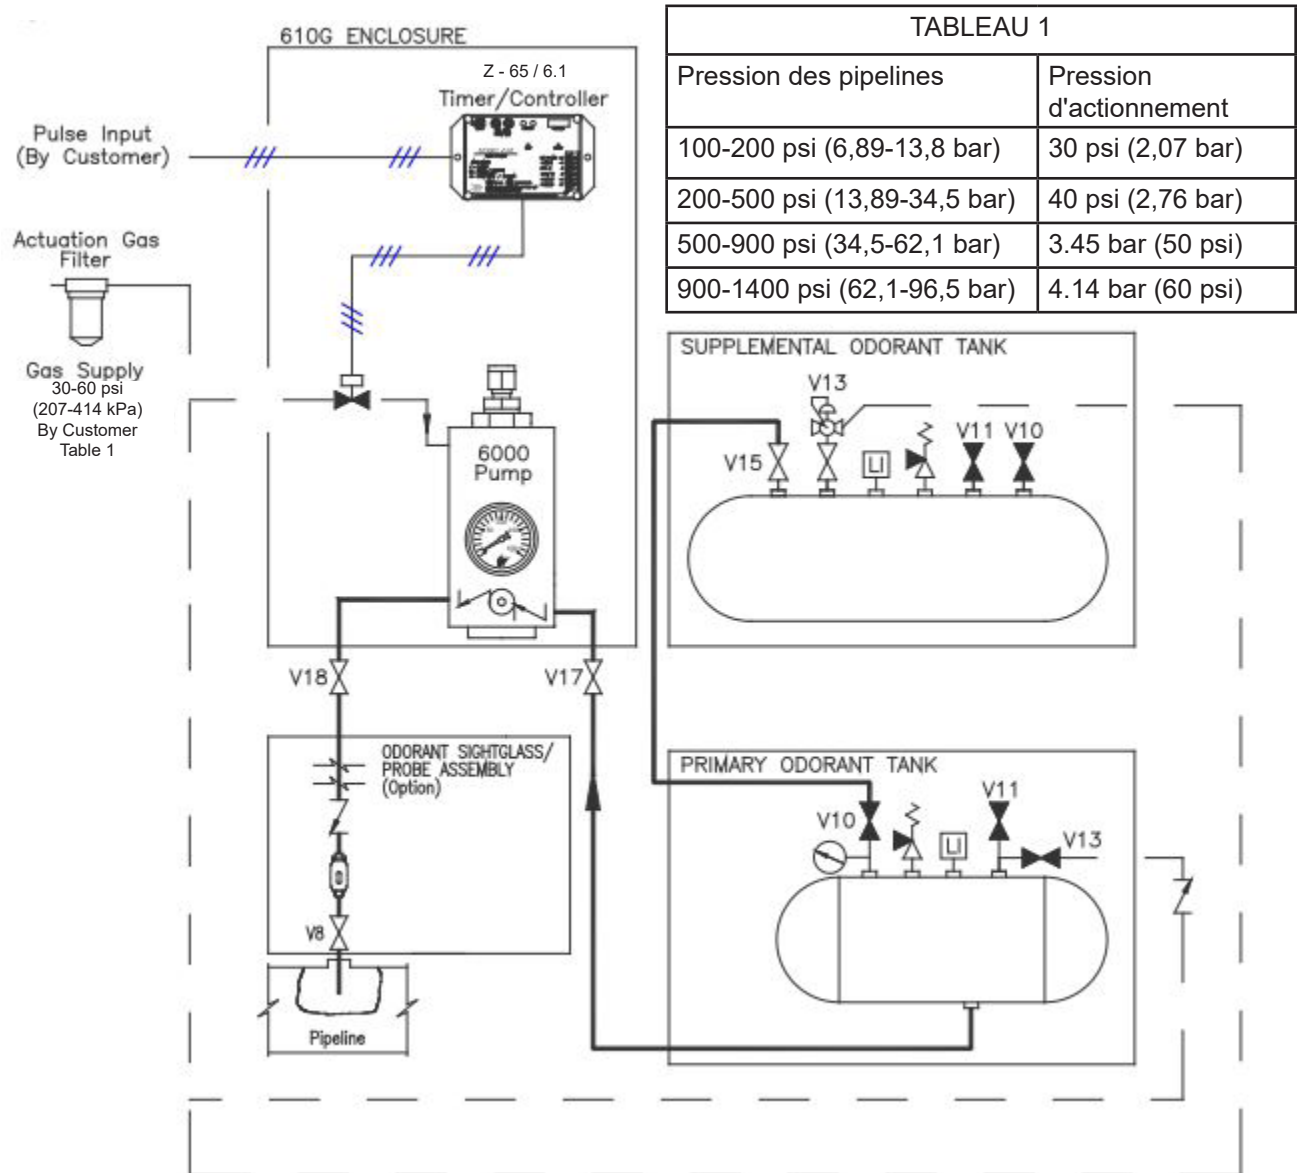 610G ENCLOSURE
Z - 65 / 6.1
Timer/Controller
Pulse Input
(By Customer)
Actuation Gas
Filter
Gas Supply
30-60 psi
(207-414 kPa)
By Customer
Table 1
6000
Pump
V18
V17
ODORANT SIGHTGLASS/
PROBE ASSEMBLY
(Option)
V8
Pipeline
TABLEAU 1
Pression des pipelines
Pression
d'actionnement
100-200 psi (6,89-13,8 bar)
30 psi (2,07 bar)
200-500 psi (13,89-34,5 bar)
40 psi (2,76 bar)
500-900 psi (34,5-62,1 bar)
3.45 bar (50 psi)
900-1400 psi (62,1-96,5 bar)
4.14 bar (60 psi)
SUPPLEMENTAL ODORANT TANK
V13
V11
V10
V15
LI
PRIMARY ODORANT TANK
V11
V10
LI
V13